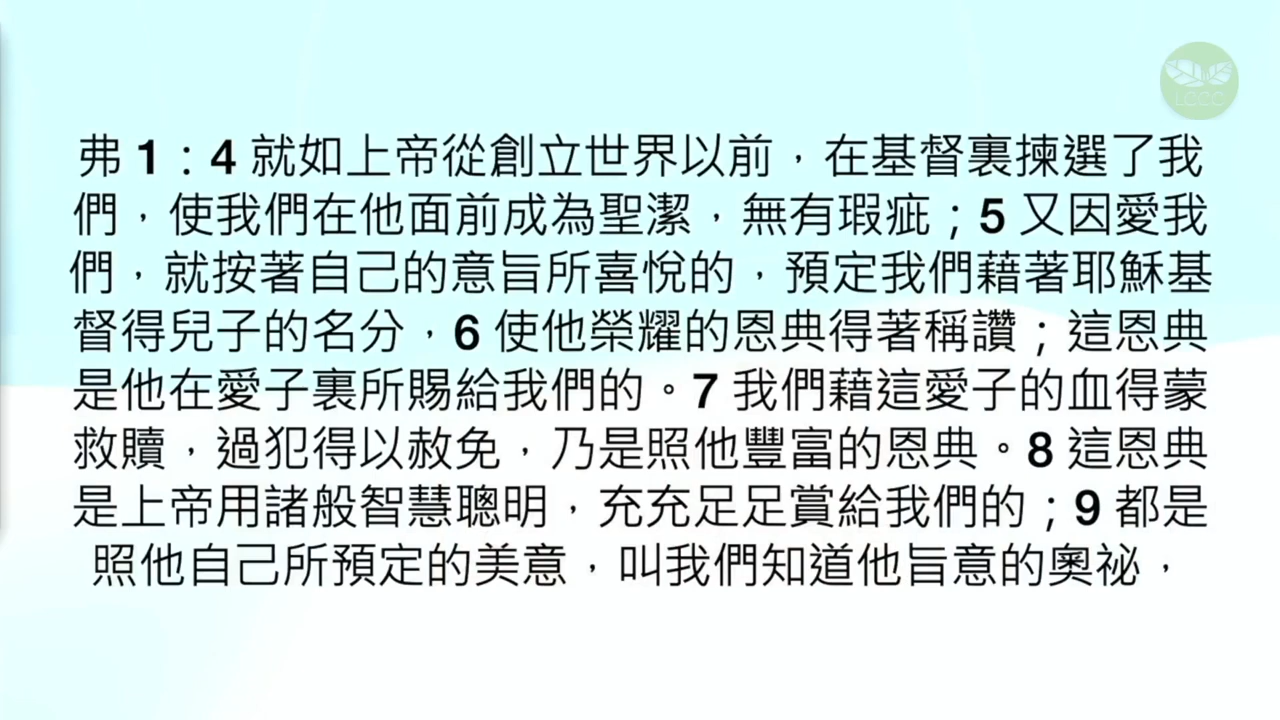 LGCC
弗 1：4 就如上帝從創立世界以前，在基督裏揀選了我
們，使我們在他面前成為聖潔，無有瑕疵；5 又因愛我
們，就按著自己的意旨所喜悅的，預定我們藉著耶穌基
督得兒子的名分，6 使他榮耀的恩典得著稱讚；這恩典
是他在愛子裏所賜給我們的。7 我們藉這愛子的血得蒙
救贖，過犯得以赦免，乃是照他豐富的恩典。8 這恩典
是上帝用諸般智慧聰明，充充足足賞給我們的；9 都是
照他自己所預定的美意，叫我們知道他旨意的奧祕，